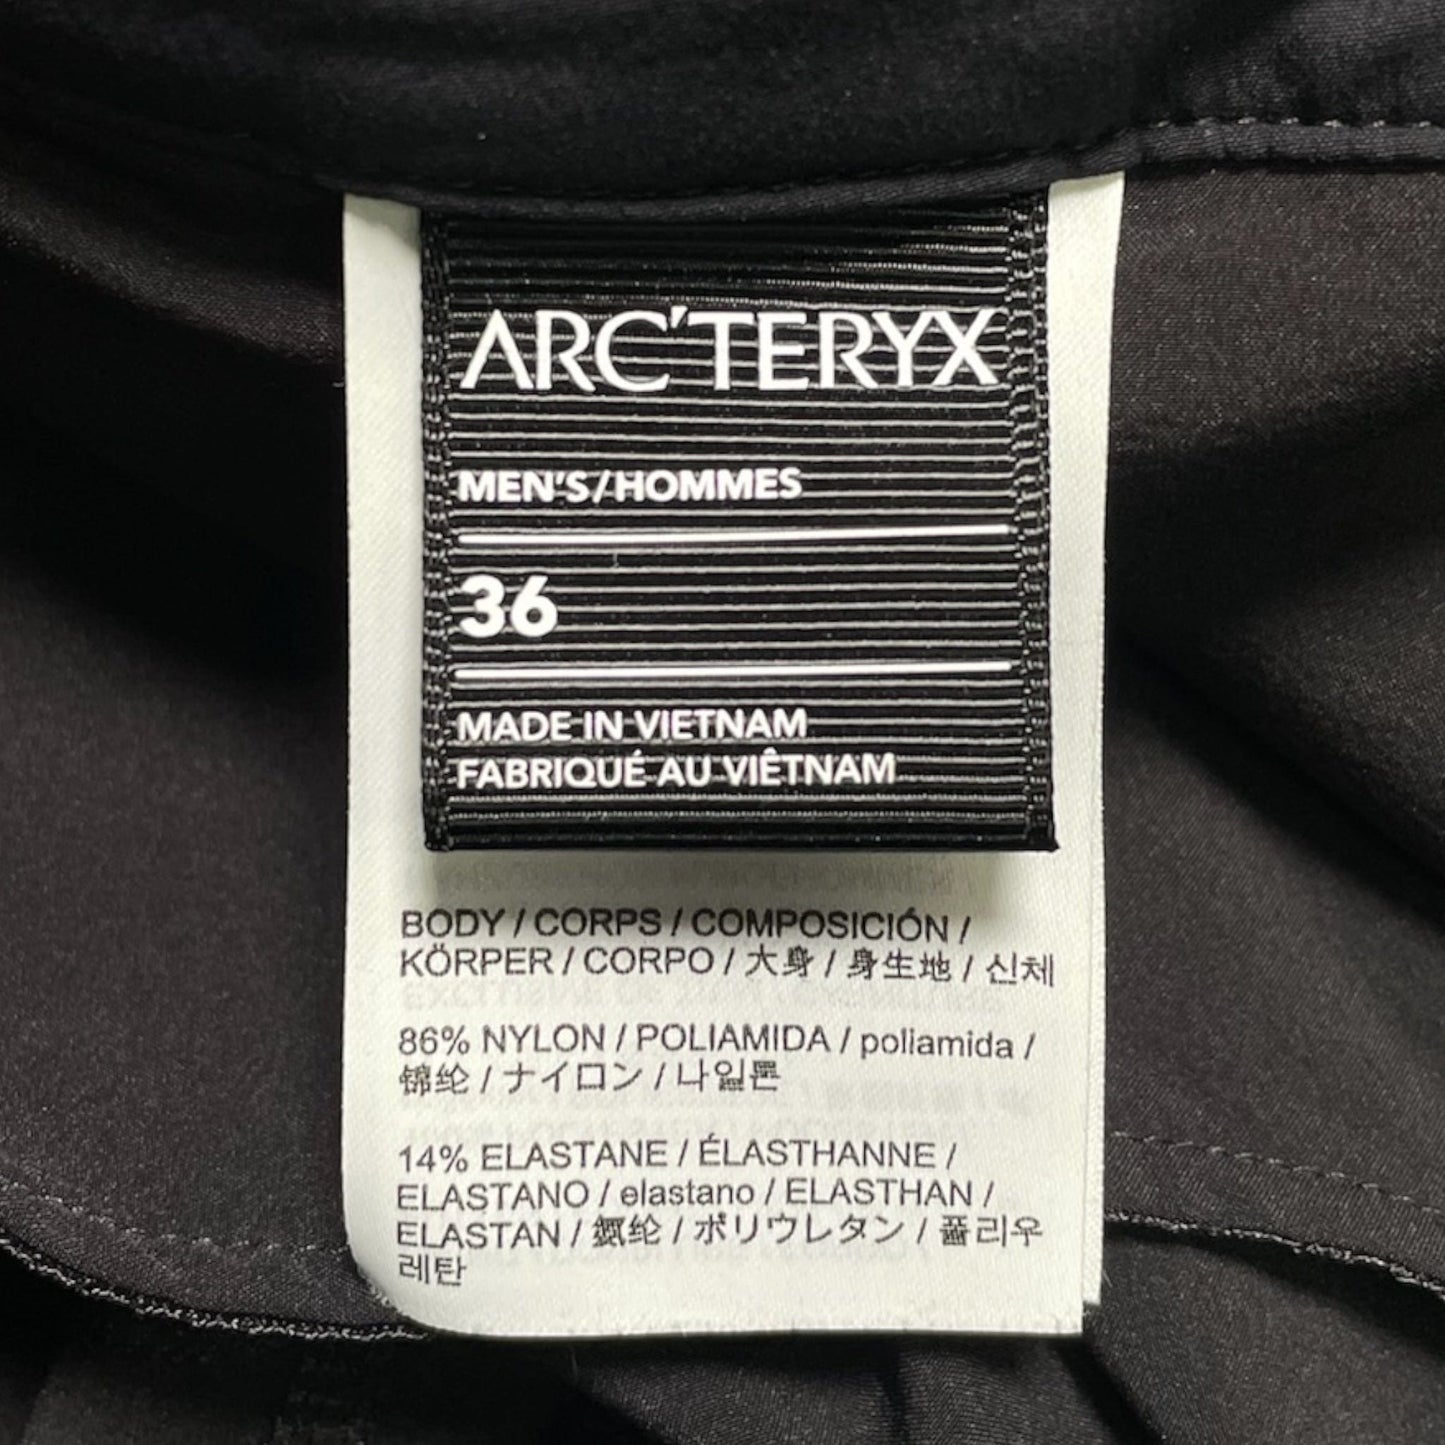 ARC'TERYX
MEN'S/HOMMES
36
MADE IN VIETNAM
FABRIQUÉ AU VIÊTNAM
BODY / CORPS / COMPOSICIÓN /
KÖRPER / CORPO / 大身 / 身生地 / 신체
86% NYLON / POLIAMIDA / poliamida /
锦纶 / ナイロン / 나일론
14% ELASTANE / ÉLASTHANNE /
ELASTANO / elastano / ELASTHAN /
ELASTAN / 氨纶 / ポリウレタン / 폴리우
레탄